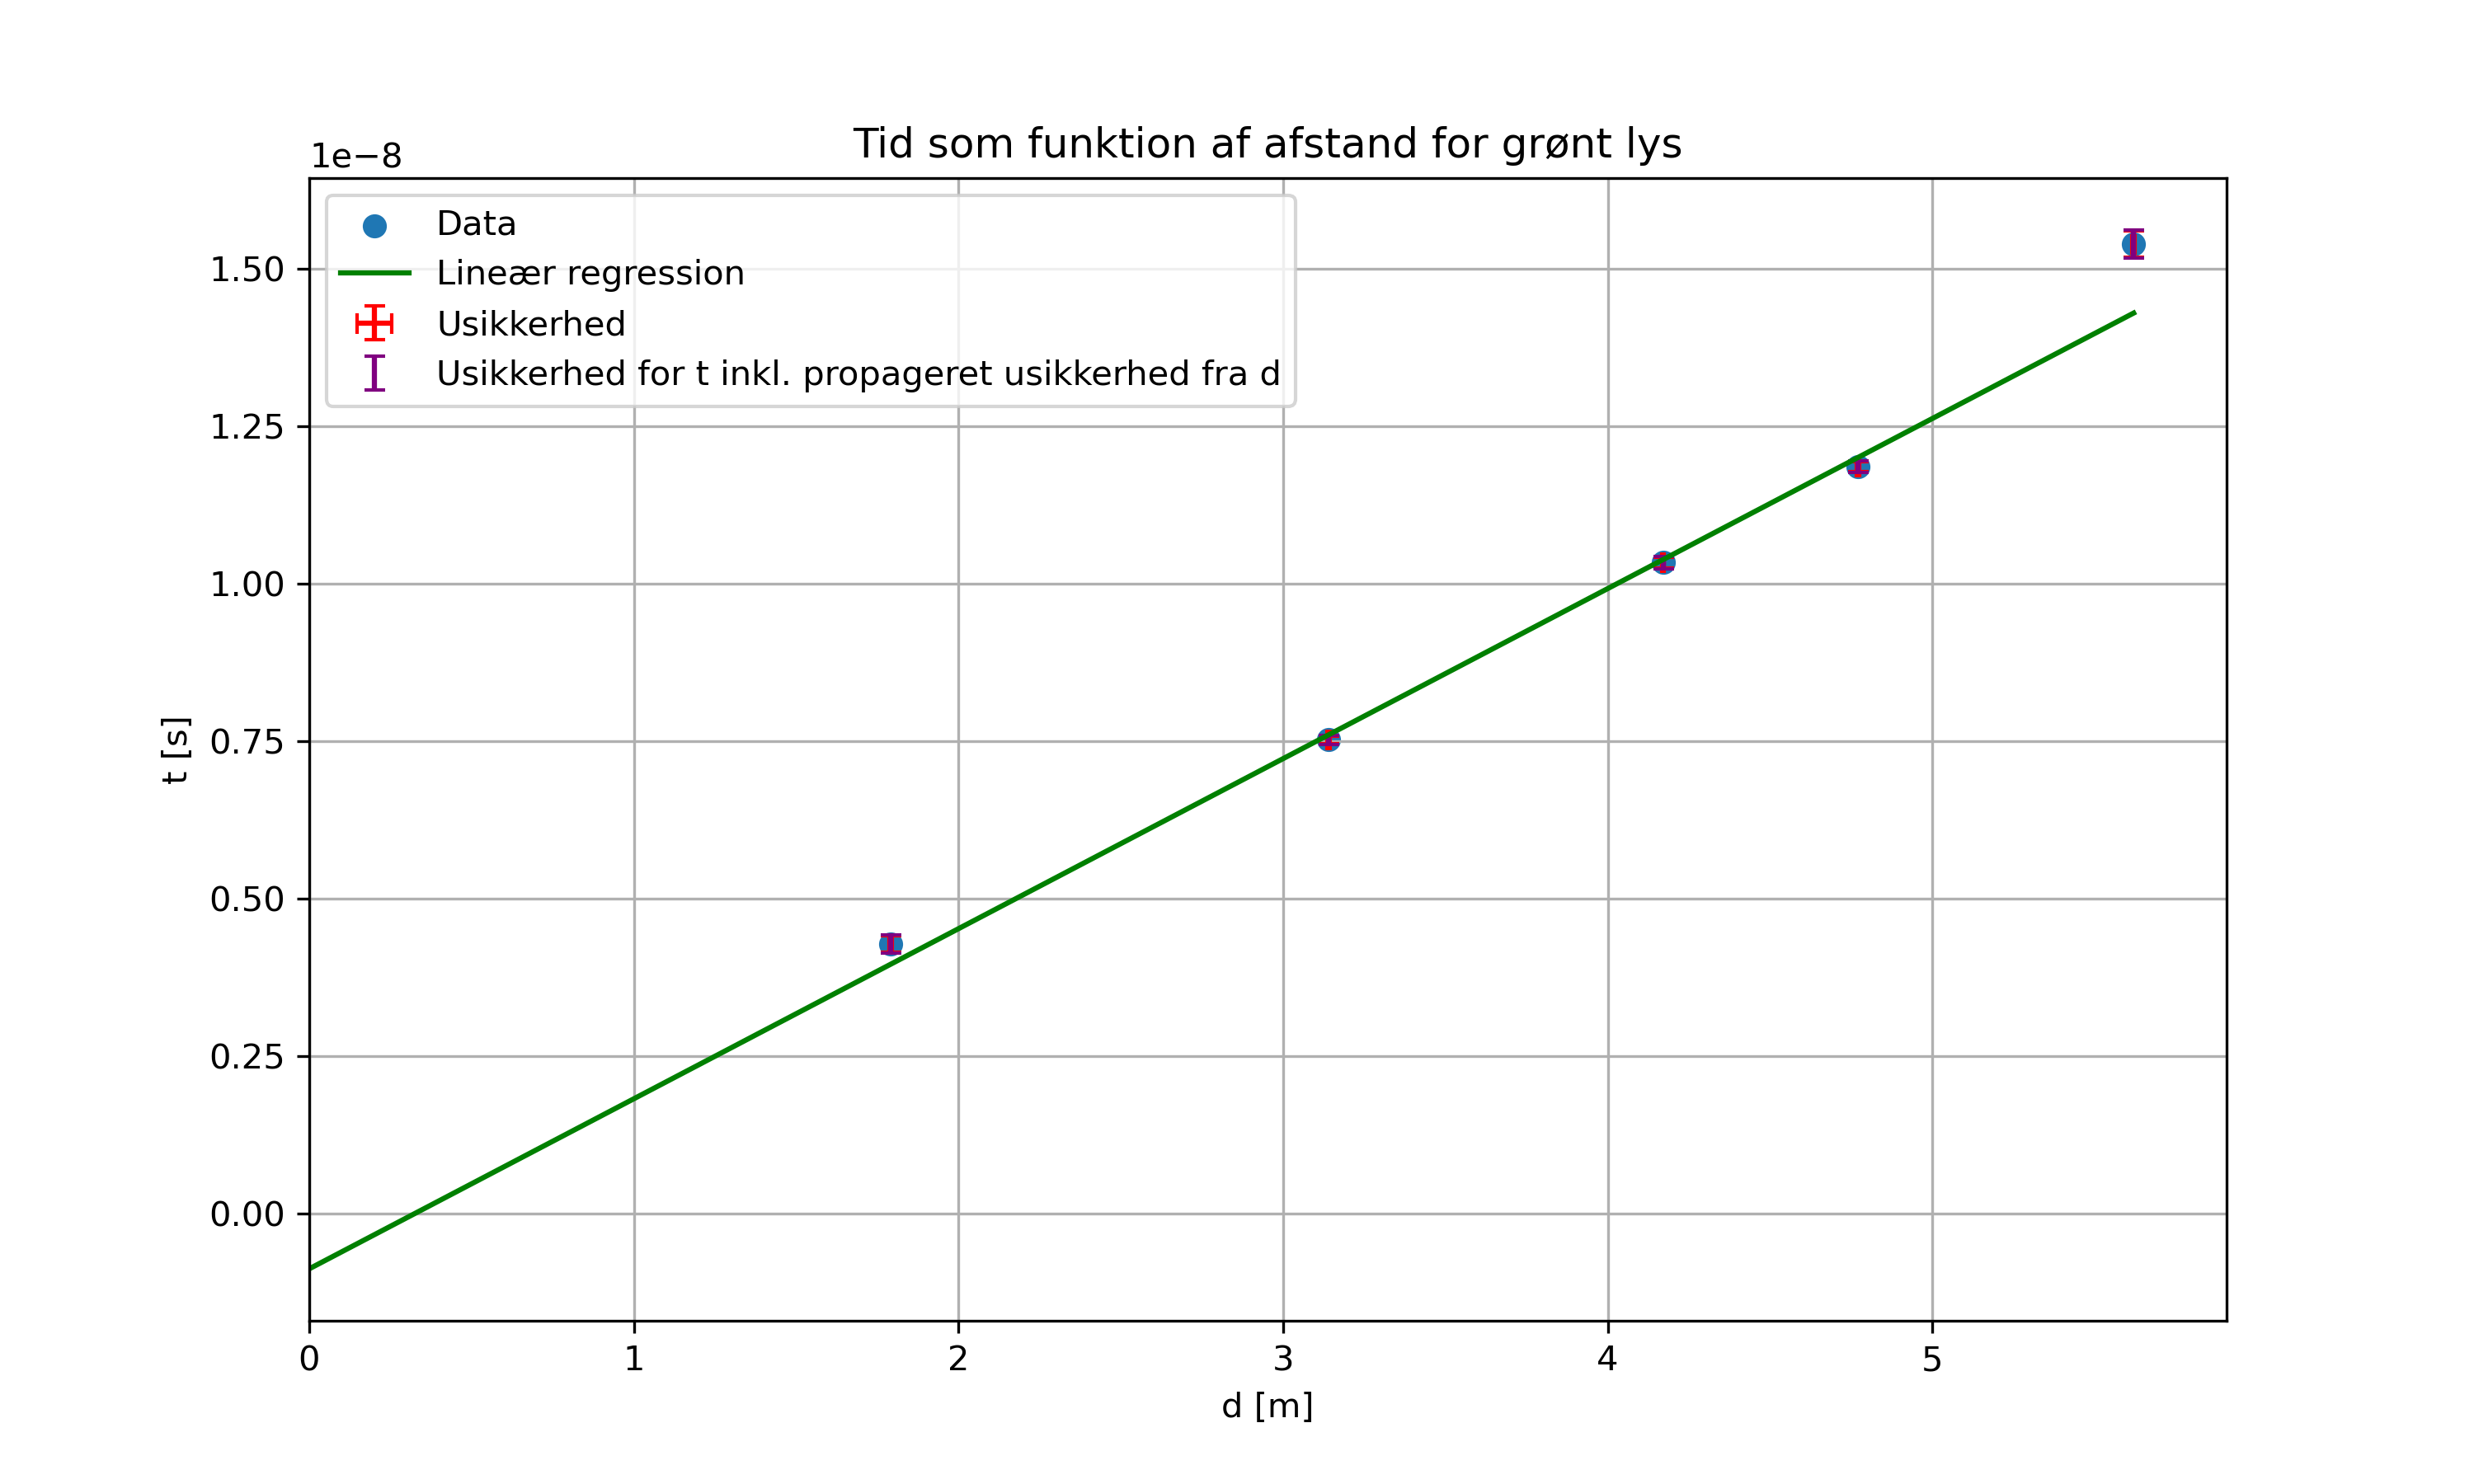 Tid som funktion af afstand for grønt lys
1e−8
Data
Lineær regression
Usikkerhed
Usikkerhed for t inkl. propageret usikkerhed fra d
1.50
1.25
1.00
0.75
0.50
0.25
0.00
t [s]
0 1 2 3 4 5
d [m]